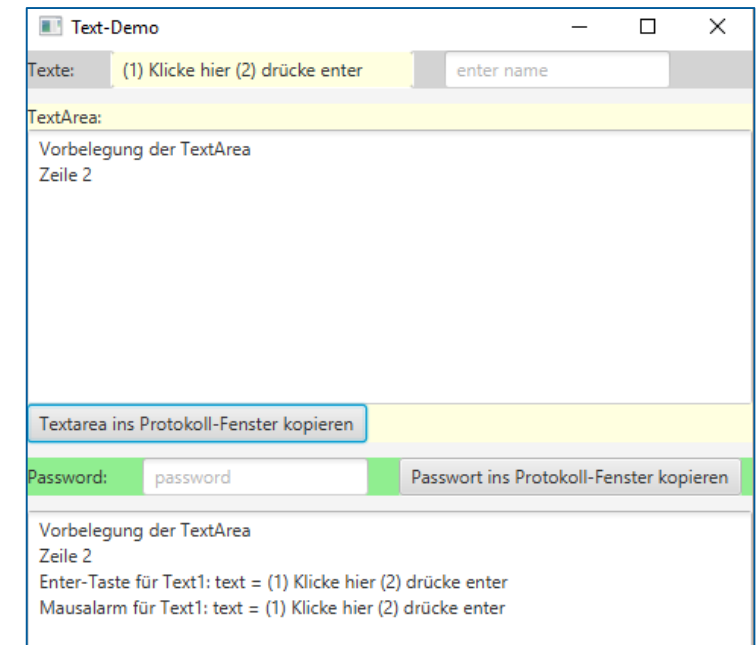 Text-Demo
Texte: (1) Klicke hier (2) drücke enter enter name
TextArea:
Vorbelegung der TextArea
Zeile 2
Textarea ins Protokoll-Fenster kopieren
Password: password Passwort ins Protokoll-Fenster kopieren
Vorbelegung der TextArea
Zeile 2
Enter-Taste für Text1: text = (1) Klicke hier (2) drücke enter
Mausalarm für Text1: text = (1) Klicke hier (2) drücke enter